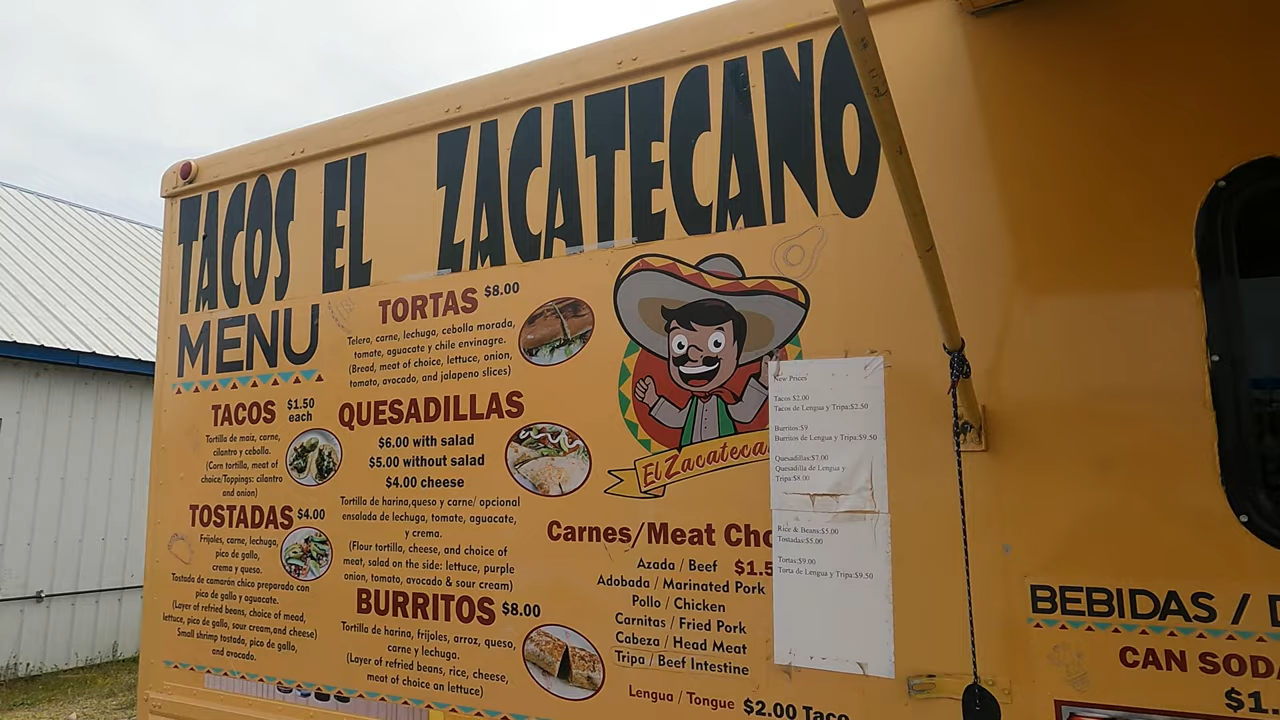 TACOS EL ZACATECANO
MENU
TACOS $1.50 each
Tortilla de maiz, carne,
cilantro y cebolla.
(Corn tortilla, meat of
choice/Toppings: cilantro
and onion)
TOSTADAS $4.00
Frijoles, carne, lechuga,
pico de gallo,
crema y queso.
Tostada de camarón chico preparado con
pico de gallo y aguacate.
(Layer of refried beans, choice of mead,
lettuce, pico de gallo, sour cream,and cheese)
Small shrimp tostada, pico de gallo,
and avocado.
TORTAS $8.00
Telera, carne, lechuga, cebolla morada,
tomate, aguacate y chile envinagre.
(Bread, meat of choice, lettuce, onion,
tomato, avocado, and jalapeno slices)
QUESADILLAS
$6.00 with salad
$5.00 without salad
$4.00 cheese
Tortilla de harina,queso y carne/ opcional
ensalada de lechuga, tomate, aguacate,
y crema.
(Flour tortilla, cheese, and choice of
meat, salad on the side: lettuce, purple
onion, tomato, avocado & sour cream)
BURRITOS $8.00
Tortilla de harina, frijoles, arroz, queso,
carne y lechuga.
(Layer of refried beans, rice, cheese,
meat of choice an lettuce)
El Zacateca
Carnes/Meat Cho
Azada / Beef $1.5
Adobada / Marinated Pork
Pollo / Chicken
Carnitas / Fried Pork
Cabeza / Head Meat
Tripa / Beef Intestine
Lengua / Tongue $2.00 Taco
New Prices
Tacos $2.00
Tacos de Lengua y Tripa:$2.50
Burritos:$9
Burritos de Lengua y Tripa:$9.50
Quesadillas:$7.00
Quesadilla de Lengua y
Tripa:$8.00
Rice & Beans:$5.00
Tostadas:$5.00
Tortas:$9.00
Torta de Lengua y Tripa:$9.50
BEBIDAS / D
CAN SODA
$1.